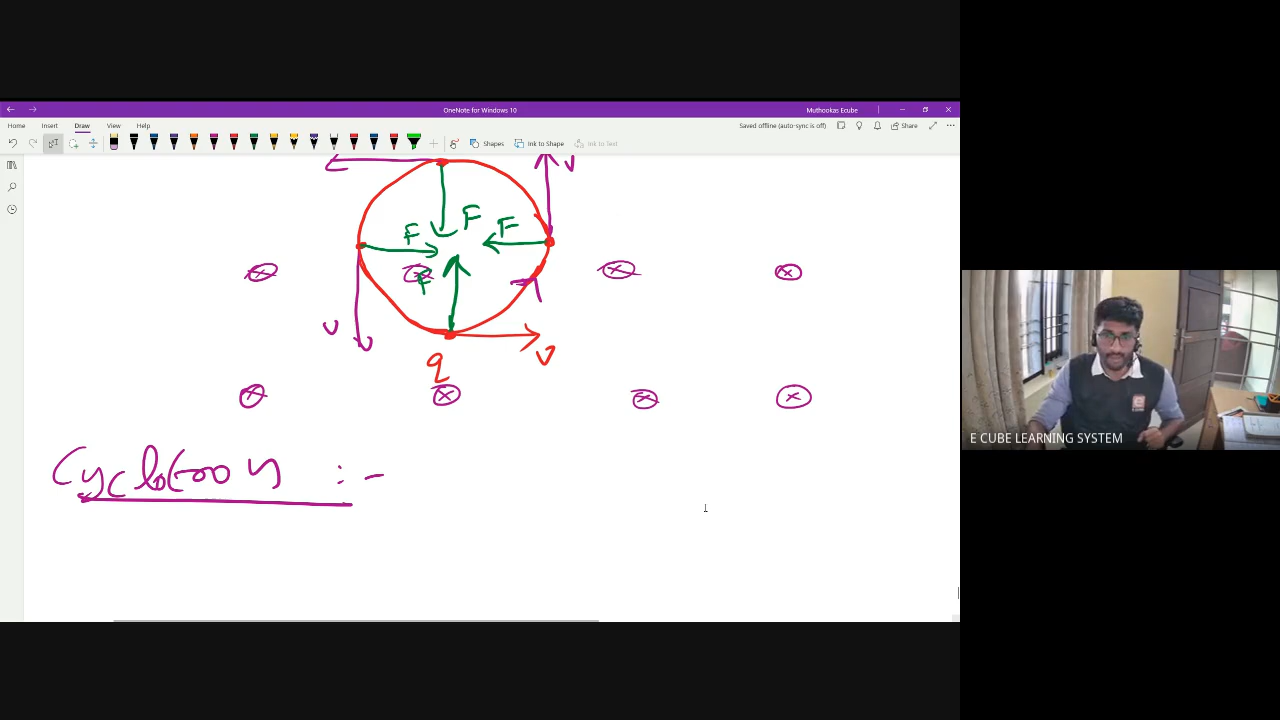 OneNote for Windows 10
Muthookas Ecube
Home Insert Draw View Help
Saved offline (auto-sync is off)
Share
Shapes
Ink to Shape
Ink to Text
v
F
F
F
F
v
v
q
Cyclotron :-
E CUBE LEARNING SYSTEM